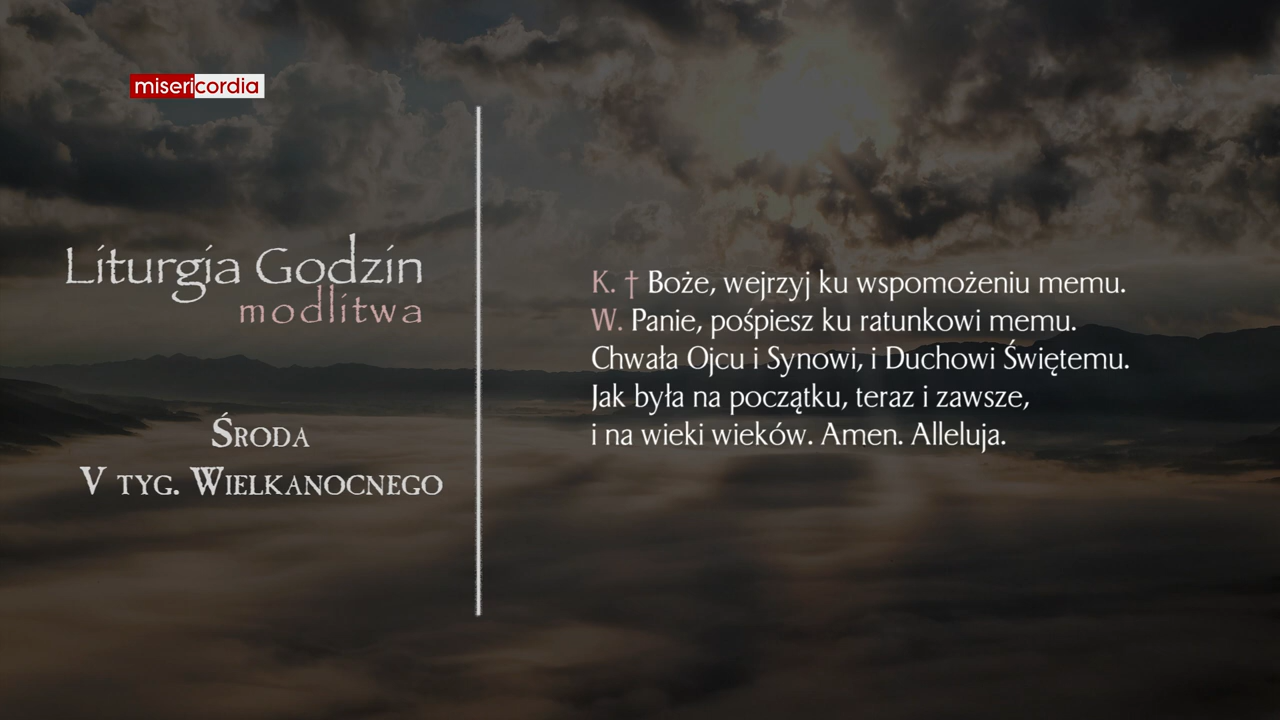 misericordia
Liturgia Godzin
modlitwa
Środa
V tyg. Wielkanocnego
K. † Boże, wejrzyj ku wspomożeniu memu.
W. Panie, pośpiesz ku ratunkowi memu.
Chwała Ojcu i Synowi, i Duchowi Świętemu.
Jak była na początku, teraz i zawsze,
i na wieki wieków. Amen. Alleluja.